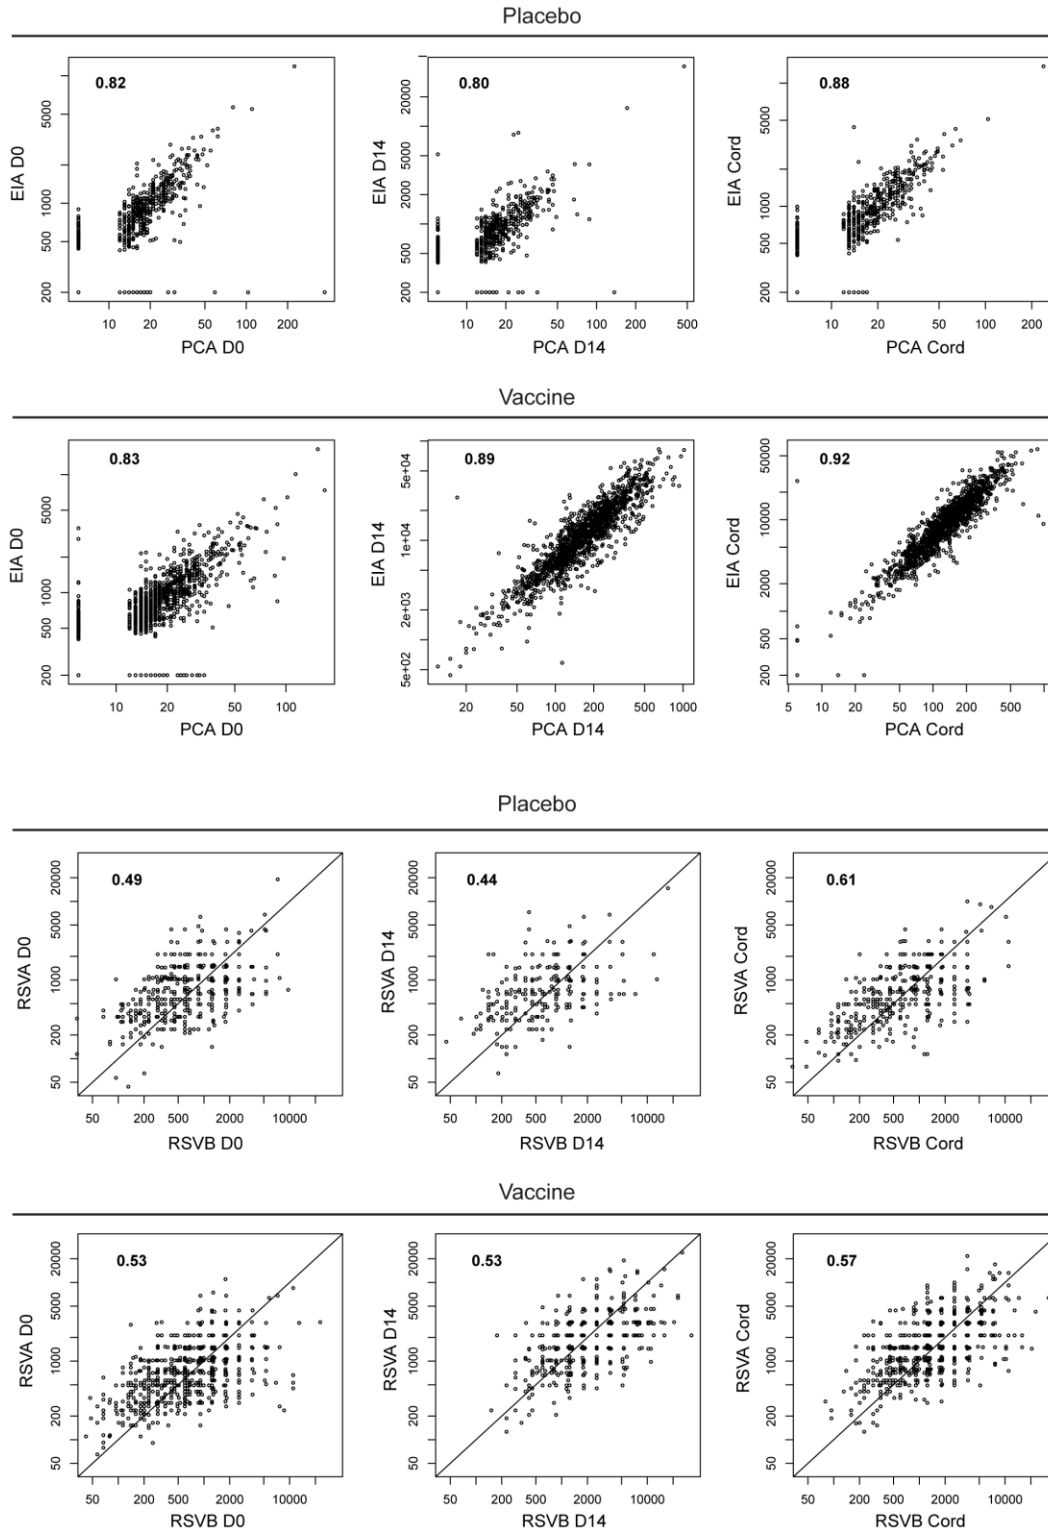 Placebo
0.82
EIA D0
5000
1000
500
200
10 20 50 100 200
PCA D0
0.80
EIA D14
20000
5000
2000
500
200
10 20 50 100 500
PCA D14
0.88
EIA Cord
5000
1000
500
200
10 20 50 100 200
PCA Cord
Vaccine
0.83
EIA D0
5000
1000
500
200
10 20 50 100
PCA D0
0.89
EIA D14
5e+04
1e+04
2e+03
5e+02
20 50 100 200 500 1000
PCA D14
0.92
EIA Cord
50000
10000
2000
500
200
5 10 20 50 100 200 500
PCA Cord
Placebo
0.49
RSVA D0
20000
5000
1000
200
50
50 200 500 2000 10000
RSVB D0
0.44
RSVA D14
20000
5000
1000
200
50
50 200 500 2000 10000
RSVB D14
0.61
RSVA Cord
20000
5000
1000
200
50
50 200 500 2000 10000
RSVB Cord
Vaccine
0.53
RSVA D0
20000
5000
1000
200
50
50 200 500 2000 10000
RSVB D0
0.53
RSVA D14
20000
5000
1000
200
50
50 200 500 2000 10000
RSVB D14
0.57
RSVA Cord
20000
5000
1000
200
50
50 200 500 2000 10000
RSVB Cord